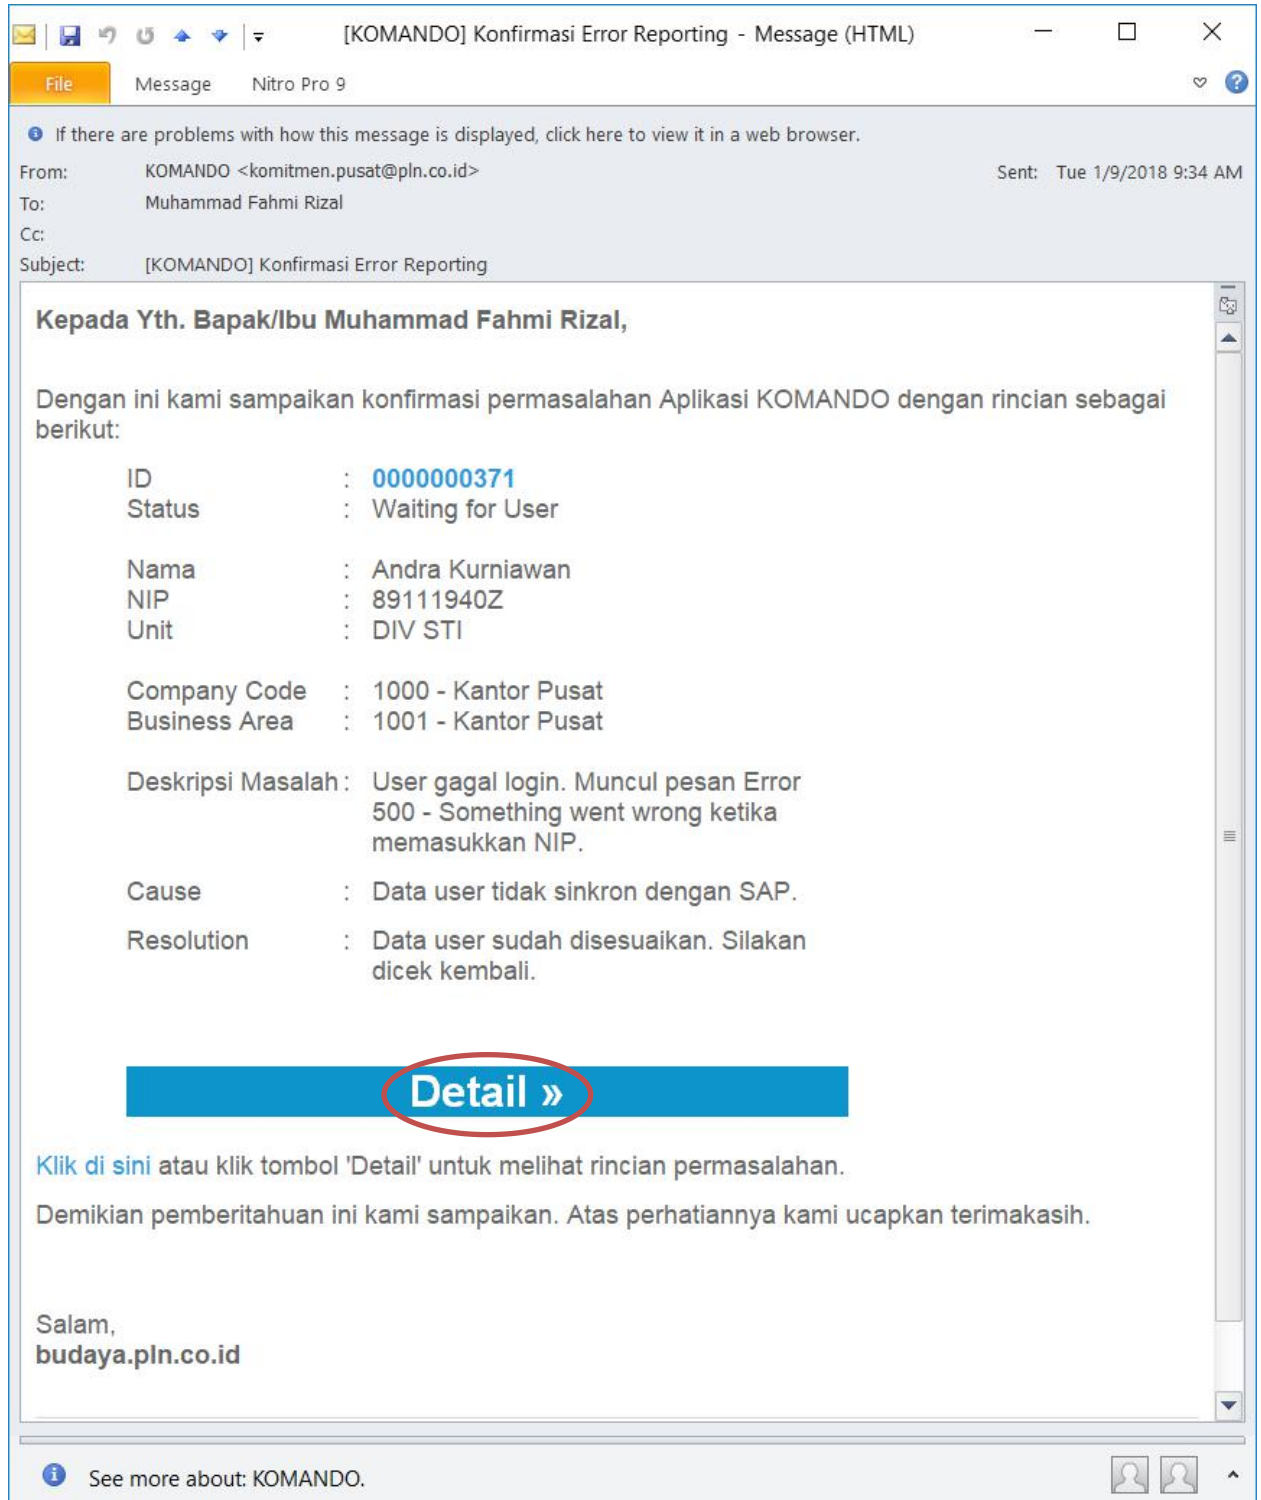 [KOMANDO] Konfirmasi Error Reporting - Message (HTML)
File Message Nitro Pro 9
If there are problems with how this message is displayed, click here to view it in a web browser.
From: KOMANDO <komitmen.pusat@pln.co.id> Sent: Tue 1/9/2018 9:34 AM
To: Muhammad Fahmi Rizal
Cc:
Subject: [KOMANDO] Konfirmasi Error Reporting
Kepada Yth. Bapak/Ibu Muhammad Fahmi Rizal,
Dengan ini kami sampaikan konfirmasi permasalahan Aplikasi KOMANDO dengan rincian sebagai
berikut:
ID : 0000000371
Status : Waiting for User
Nama : Andra Kurniawan
NIP : 89111940Z
Unit : DIV STI
Company Code : 1000 - Kantor Pusat
Business Area : 1001 - Kantor Pusat
Deskripsi Masalah : User gagal login. Muncul pesan Error
500 - Something went wrong ketika
memasukkan NIP.
Cause : Data user tidak sinkron dengan SAP.
Resolution : Data user sudah disesuaikan. Silakan
dicek kembali.
Detail »
Klik di sini atau klik tombol 'Detail' untuk melihat rincian permasalahan.
Demikian pemberitahuan ini kami sampaikan. Atas perhatiannya kami ucapkan terimakasih.
Salam,
budaya.pln.co.id
See more about: KOMANDO.